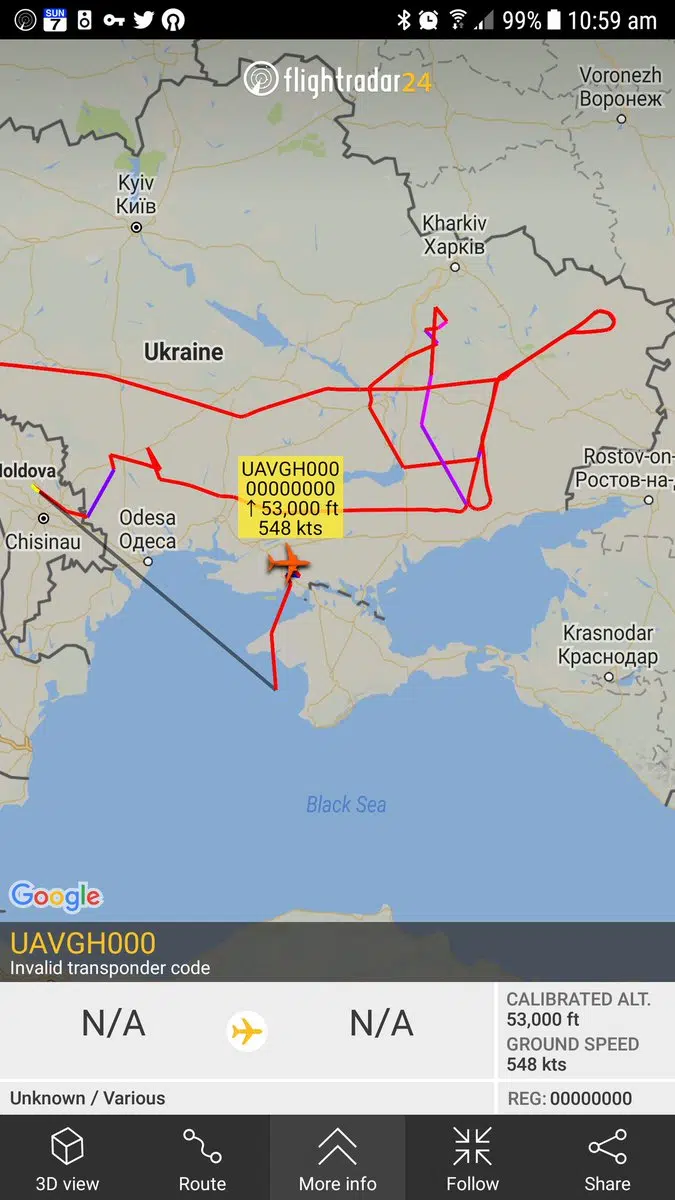 SUN
7
99%
10:59 am
flightradar24
Voronezh
Воронеж
Kyiv
Київ
Kharkiv
Харків
Ukraine
Moldova
Chisinau
Odesa
Одеса
UAVGH000
00000000
↑ 53,000 ft
548 kts
Rostov-on-
Ростов-на-
Krasnodar
Краснодар
Black Sea
Google
UAVGH000
Invalid transponder code
N/A
N/A
CALIBRATED ALT.
53,000 ft
GROUND SPEED
548 kts
Unknown / Various
REG: 00000000
3D view
Route
More info
Follow
Share